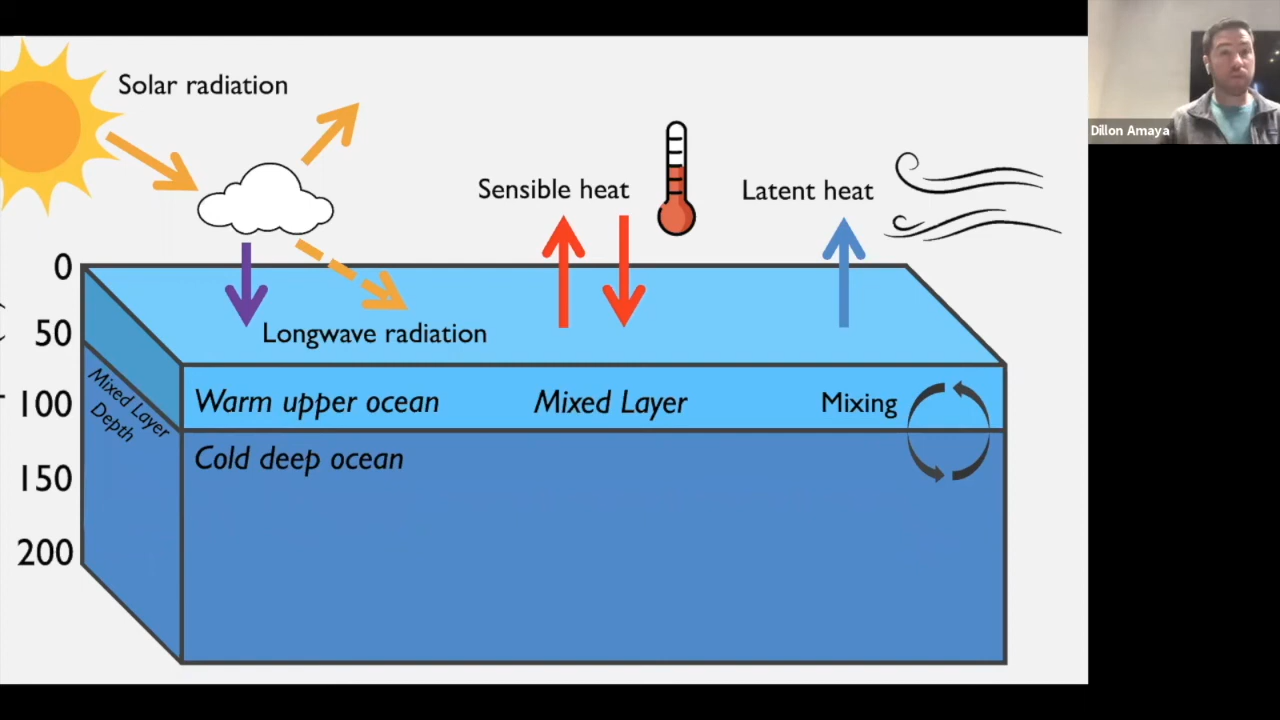 Solar radiation
Dillon Amaya
Sensible heat
Latent heat
0
50
100
150
200
Longwave radiation
Mixed Layer
Depth
Warm upper ocean
Mixed Layer
Mixing
Cold deep ocean